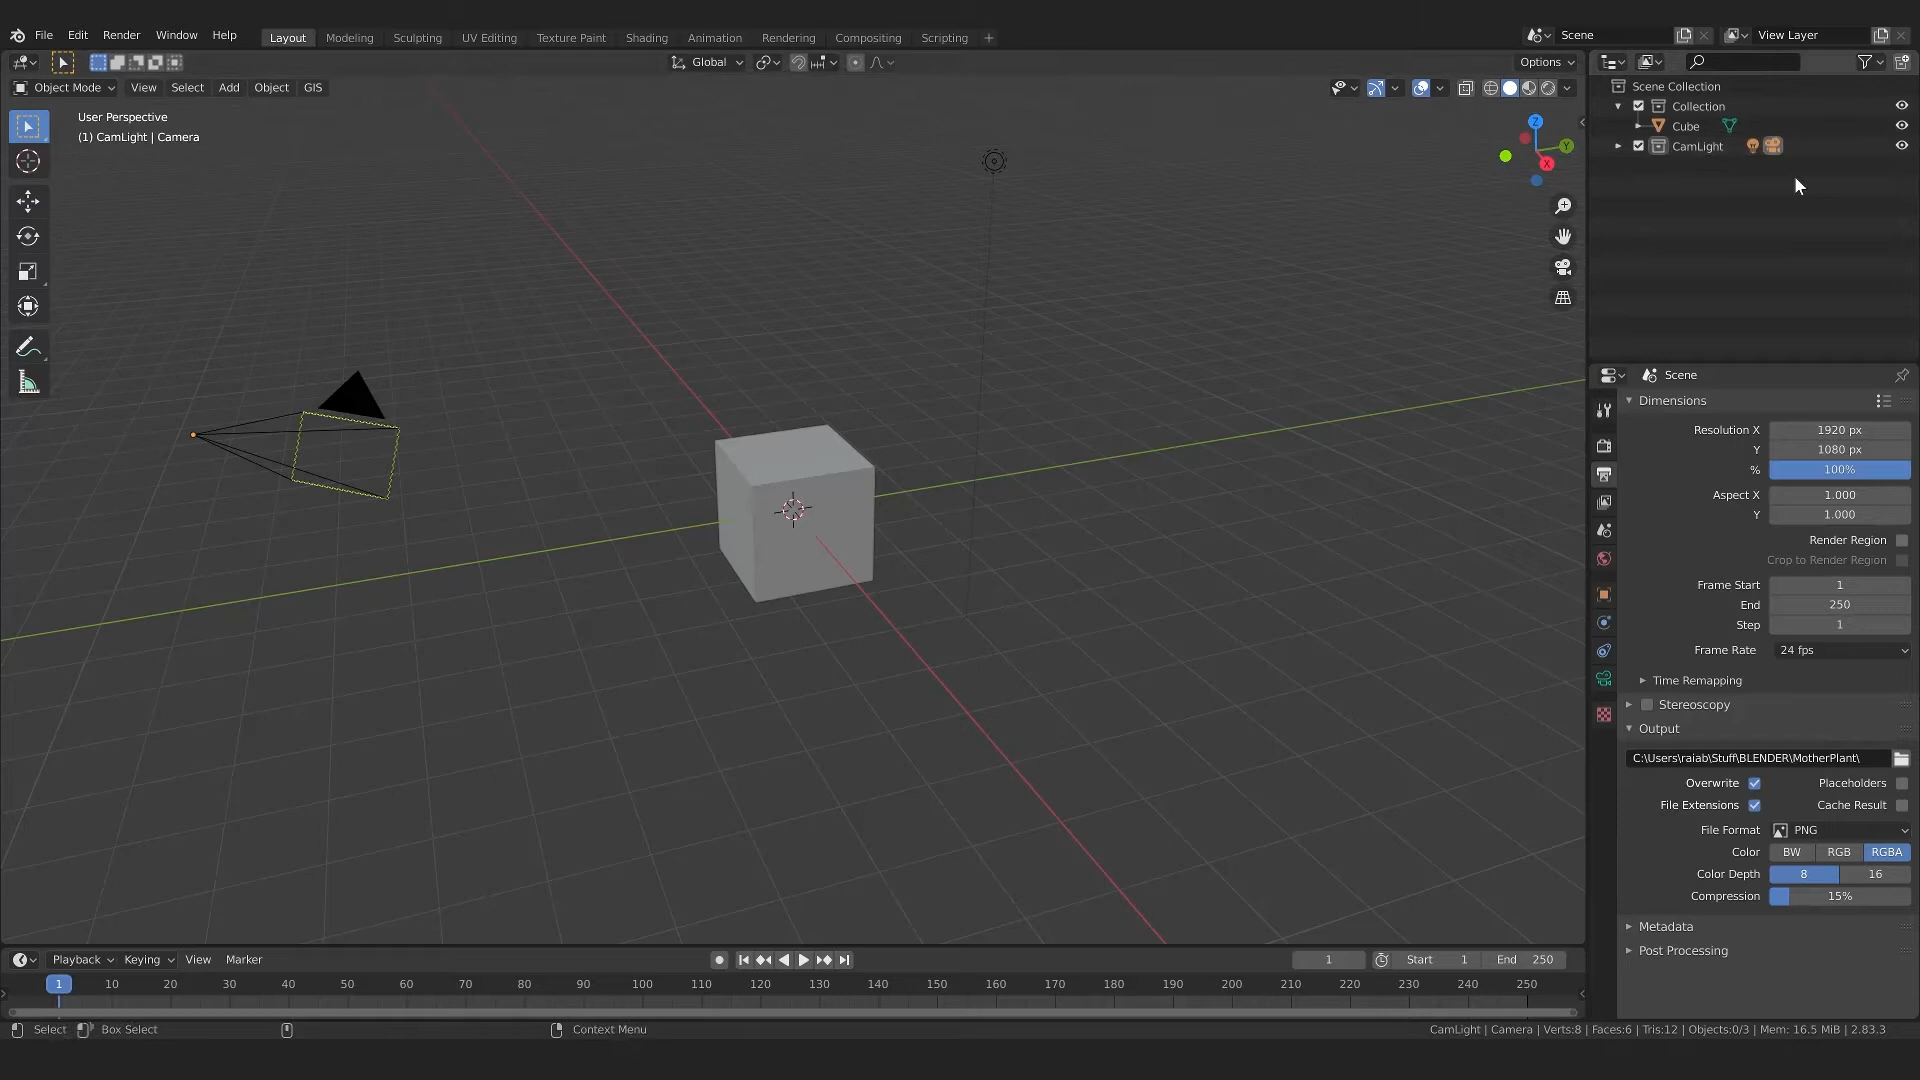 File Edit Render Window Help Layout Modeling Sculpting UV Editing Texture Paint Shading Animation Rendering Compositing Scripting + Scene View Layer
Global Options
Object Mode View Select Add Object GIS
User Perspective
(1) CamLight | Camera
Z
Y
X
Scene Collection
Collection
Cube
CamLight
Scene
Dimensions
Resolution X 1920 px
Y 1080 px
% 100%
Aspect X 1.000
Y 1.000
Render Region
Crop to Render Region
Frame Start 1
End 250
Step 1
Frame Rate 24 fps
Time Remapping
Stereoscopy
Output
C:\Users\raiab\Stuff\BLENDER\MotherPlant\
Overwrite Placeholders
File Extensions Cache Result
File Format PNG
Color BW RGB RGBA
Color Depth 8 16
Compression 15%
Metadata
Post Processing
Playback Keying View Marker 1 Start 1 End 250
1 10 20 30 40 50 60 70 80 90 100 110 120 130 140 150 160 170 180 190 200 210 220 230 240 250
Select Box Select Context Menu CamLight | Camera | Verts:8 | Faces:6 | Tris:12 | Objects:0/3 | Mem: 16.5 MiB | 2.83.3